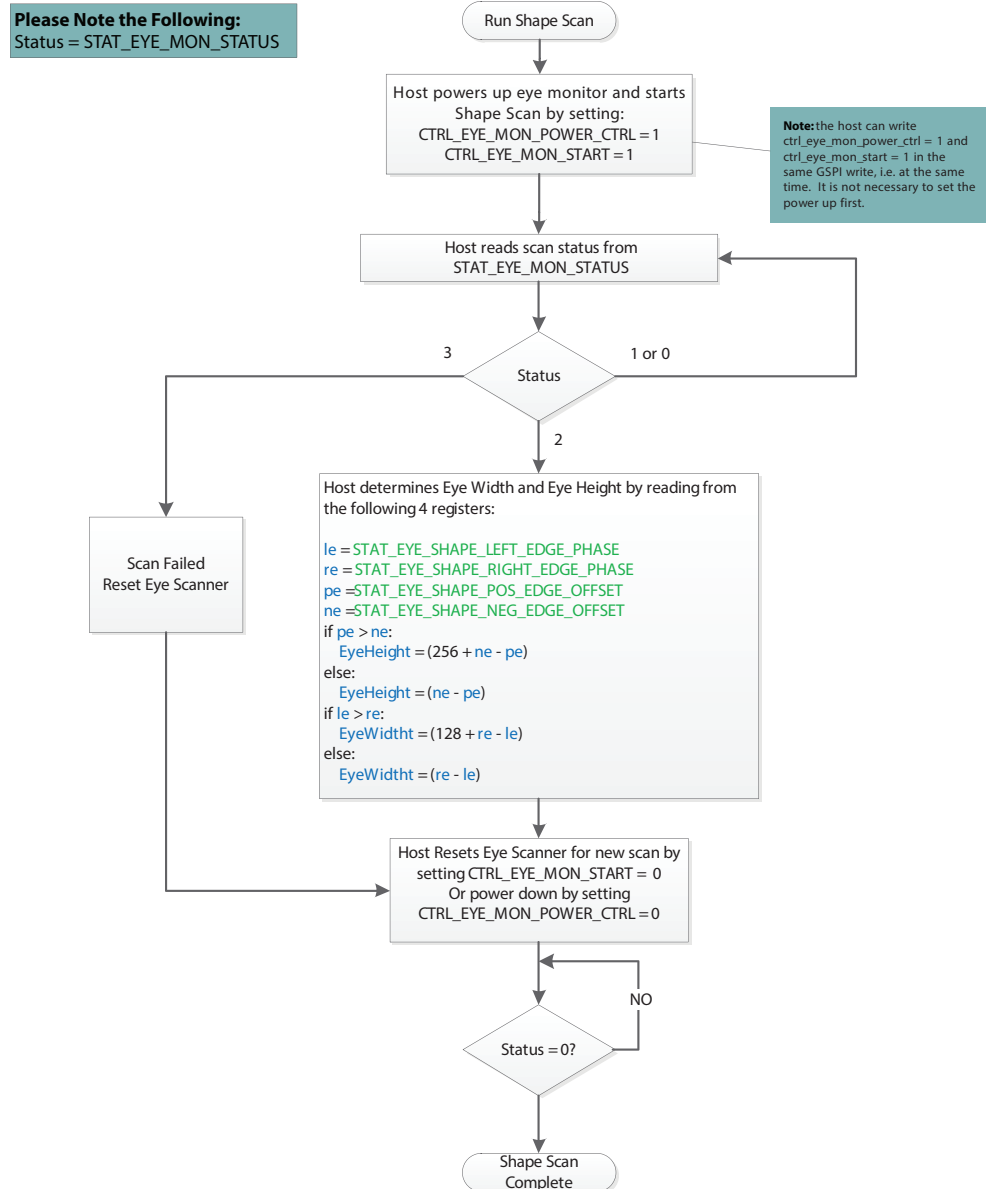 Please Note the Following:
Status = STAT_EYE_MON_STATUS
Run Shape Scan
Host powers up eye monitor and starts
Shape Scan by setting:
CTRL_EYE_MON_POWER_CTRL = 1
CTRL_EYE_MON_START = 1
Note: the host can write
ctrl_eye_mon_power_ctrl = 1 and
ctrl_eye_mon_start = 1 in the
same GSPI write, i.e. at the same
time. It is not necessary to set the
power up first.
Host reads scan status from
STAT_EYE_MON_STATUS
3
1 or 0
Status
2
Host determines Eye Width and Eye Height by reading from
the following 4 registers:
le = STAT_EYE_SHAPE_LEFT_EDGE_PHASE
re = STAT_EYE_SHAPE_RIGHT_EDGE_PHASE
pe =STAT_EYE_SHAPE_POS_EDGE_OFFSET
ne =STAT_EYE_SHAPE_NEG_EDGE_OFFSET
if pe > ne:
EyeHeight = (256 + ne - pe)
else:
EyeHeight = (ne - pe)
if le > re:
EyeWidtht = (128 + re - le)
else:
EyeWidtht = (re - le)
Scan Failed
Reset Eye Scanner
Host Resets Eye Scanner for new scan by
setting CTRL_EYE_MON_START = 0
Or power down by setting
CTRL_EYE_MON_POWER_CTRL = 0
NO
Status = 0?
Shape Scan
Complete